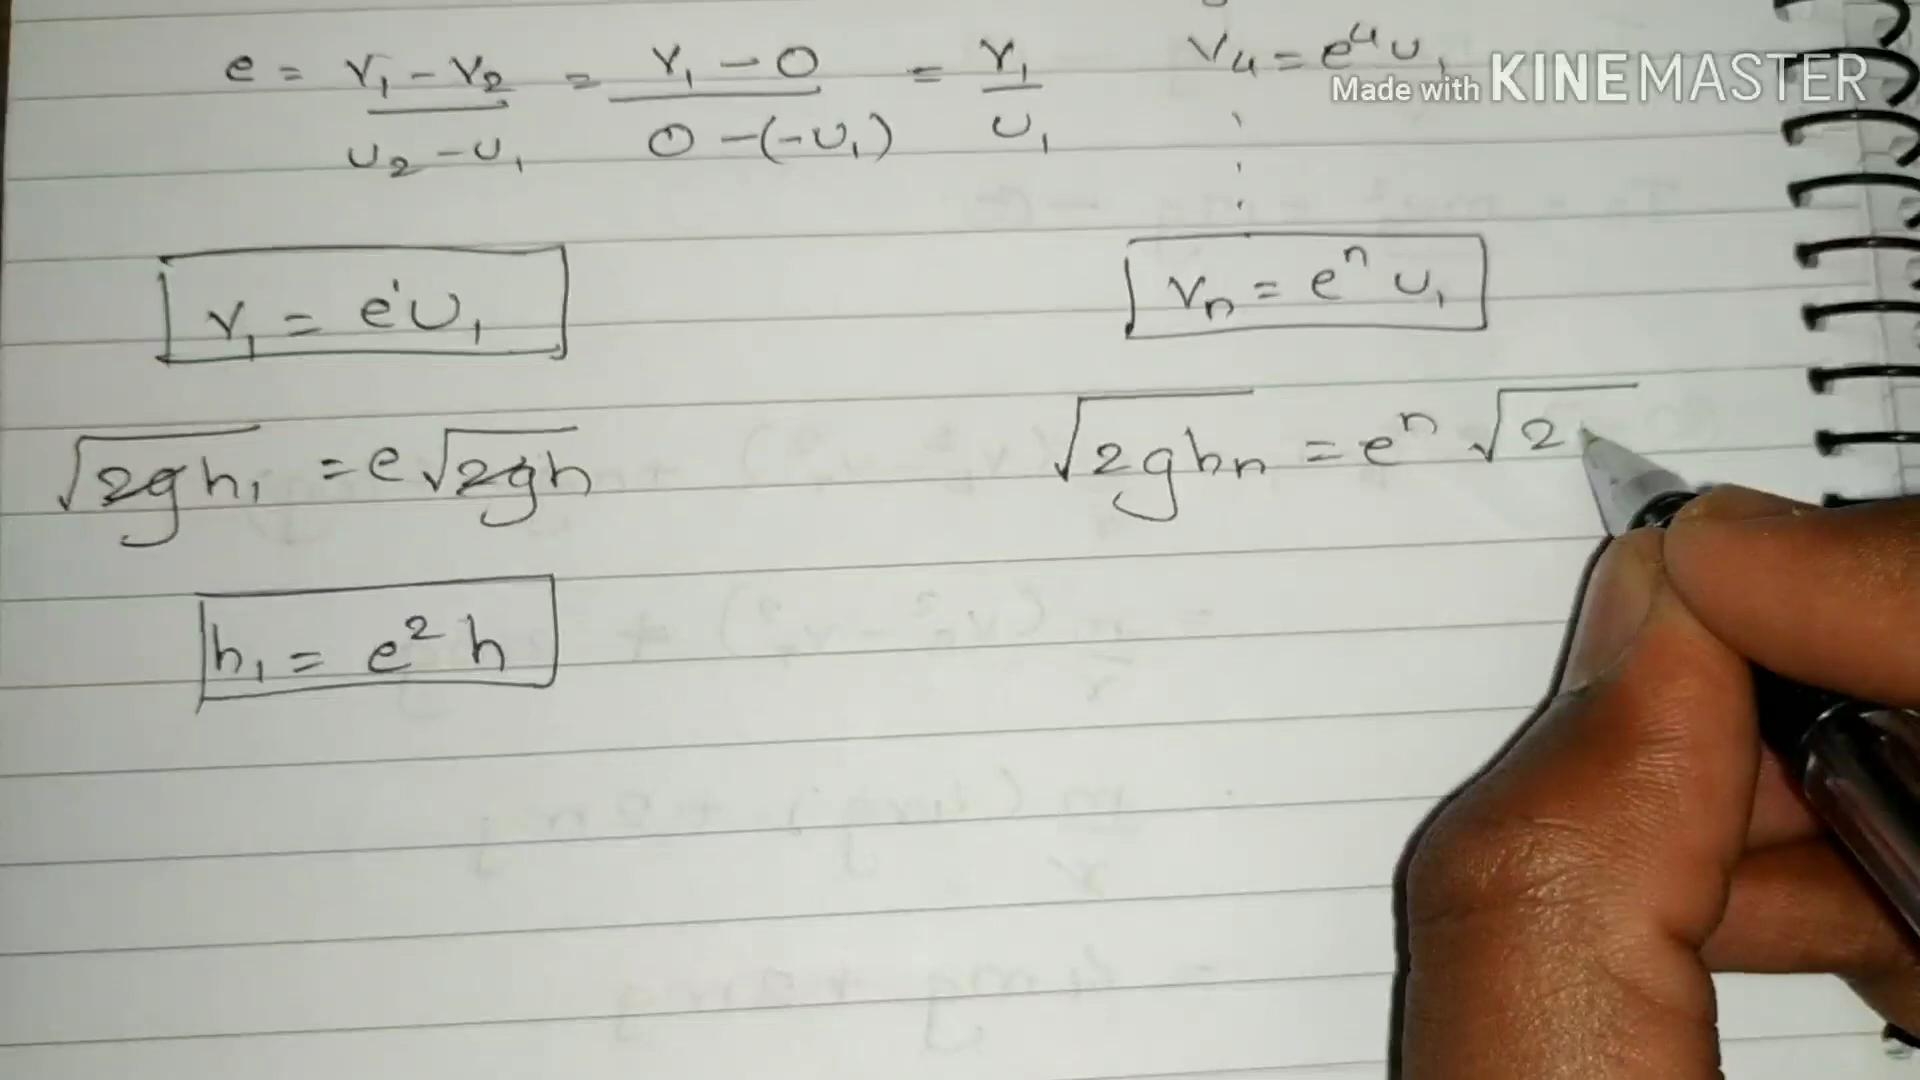 e = v₁ - v₂ / u₂ - u₁ = v₁ - 0 / 0 - (-u₁) = v₁ / u₁
v₄ = e⁴u₁
Made with KINEMASTER
v₁ = e¹u₁
vₙ = eⁿ u₁
√2gh₁ = e√2gh
√2ghₙ = eⁿ √2
h₁ = e² h